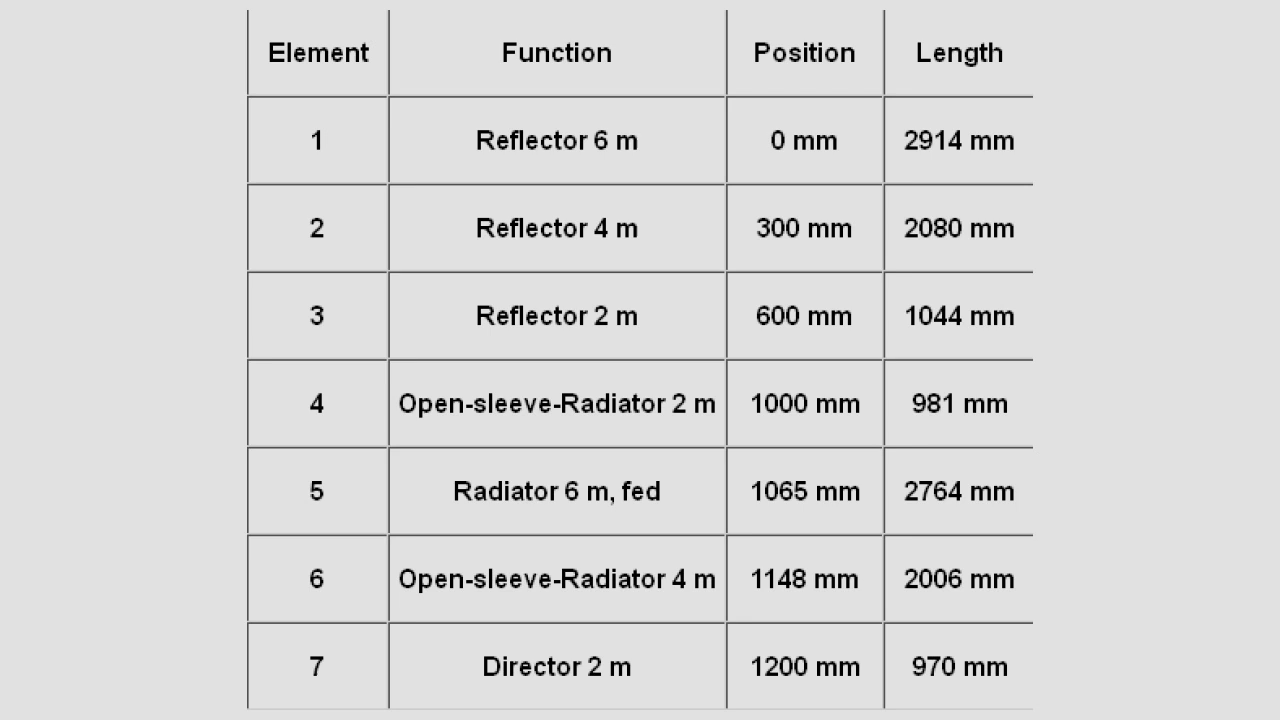 Element Function Position Length
1 Reflector 6 m 0 mm 2914 mm
2 Reflector 4 m 300 mm 2080 mm
3 Reflector 2 m 600 mm 1044 mm
4 Open-sleeve-Radiator 2 m 1000 mm 981 mm
5 Radiator 6 m, fed 1065 mm 2764 mm
6 Open-sleeve-Radiator 4 m 1148 mm 2006 mm
7 Director 2 m 1200 mm 970 mm